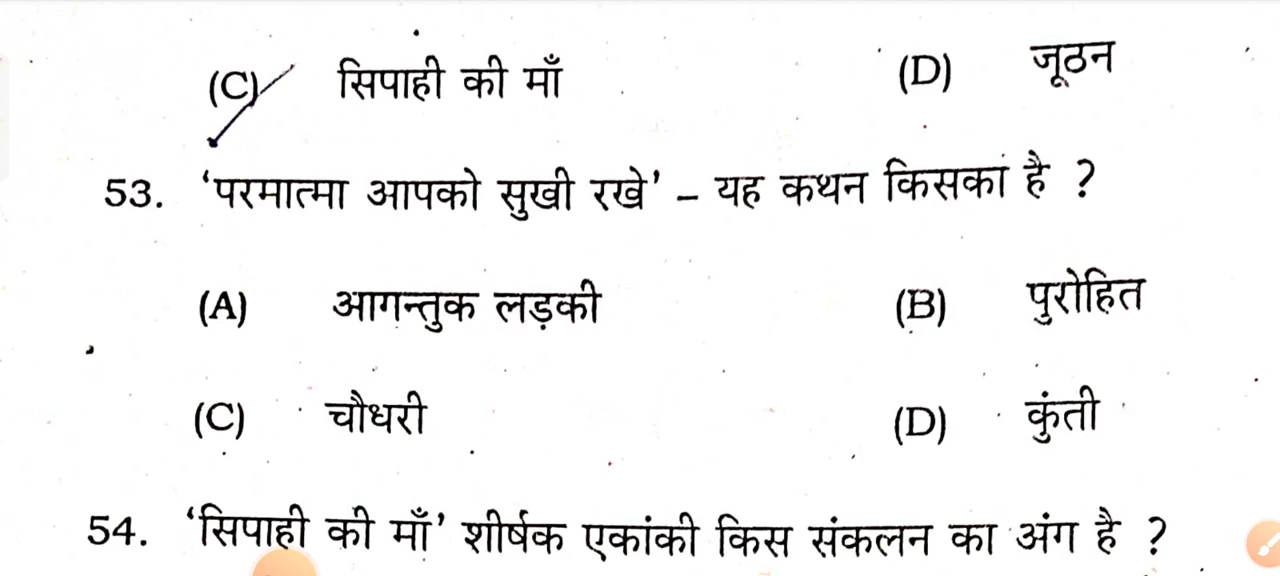 (C) सिपाही की माँ (D) जूठन
53. ‘परमात्मा आपको सुखी रखे’ – यह कथन किसका है ?
(A) आगन्तुक लड़की (B) पुरोहित
(C) चौधरी (D) कुंती
54. ‘सिपाही की माँ’ शीर्षक एकांकी किस संकलन का अंग है ?